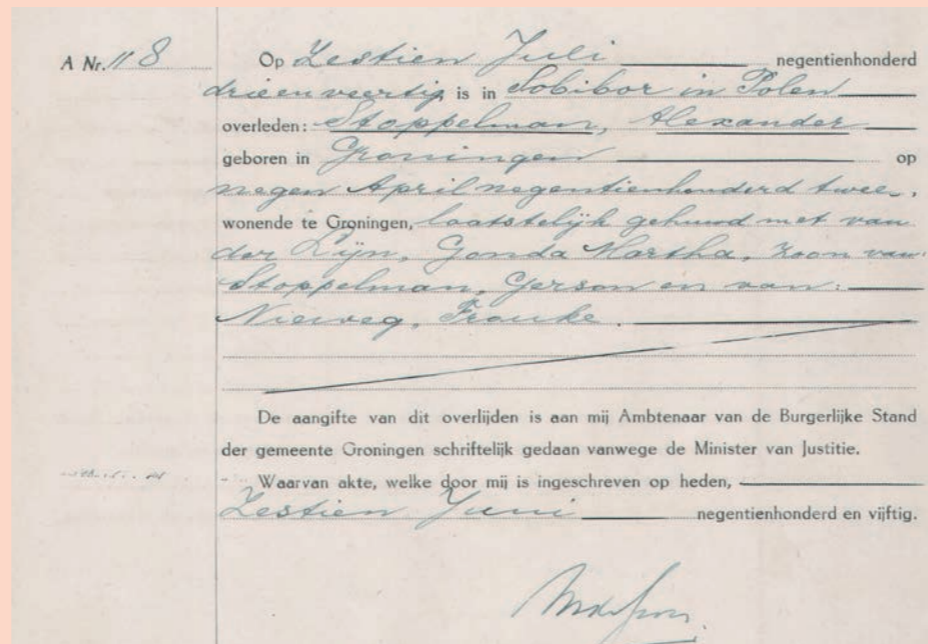 A Nr. 118
Op Zestien Juli negentienhonderd
drieenveertig, is in Sobibor in Polen
overleden: Stoppelman, Alexander
geboren in Groningen op
negen April negentienhonderd twee,
wonende te Groningen, laatstelijk gehuwd met van
der Lijn, Gonda Martha, zoon van:
Stoppelman, Gerson en van:
Nieweg, Frouke.
De aangifte van dit overlijden is aan mij Ambtenaar van de Burgerlijke Stand
der gemeente Groningen schriftelijk gedaan vanwege de Minister van Justitie.
Waarvan akte, welke door mij is ingeschreven op heden,
Zestien Juni negentienhonderd en vijftig.